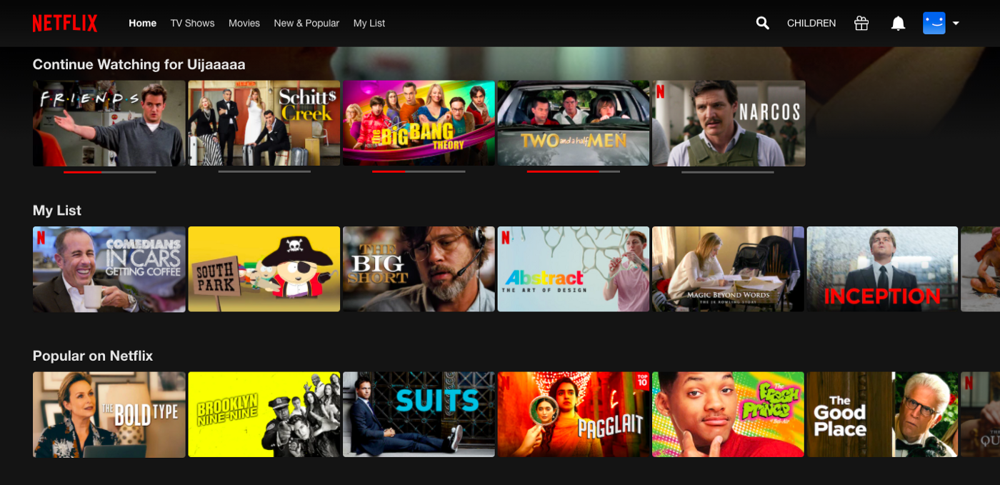 NETFLIX
Home
TV Shows
Movies
New & Popular
My List
CHILDREN
Continue Watching for Uijaaaaa
FRIENDS
Schitt$
Creek
the
BiG BANG
THEORY
TWO and a half MEN
N
NARCOS
My List
N
COMEDIANS
IN CARS
GETTING COFFEE
SOUTH
PARK
THE
BIG
SHORT
N
Abstract
THE ART OF DESIGN
MAGIC BEYOND WORDS
THE JK ROWLING STORY
INCEPTION
Popular on Netflix
THE BOLD TYPE
BROOKLYN
NINE-NINE
SUITS
N
TOP
10
PAGGLAIT
The
FRESH
PRINCE
of Bel-Air
The
Good
Place
N
QU